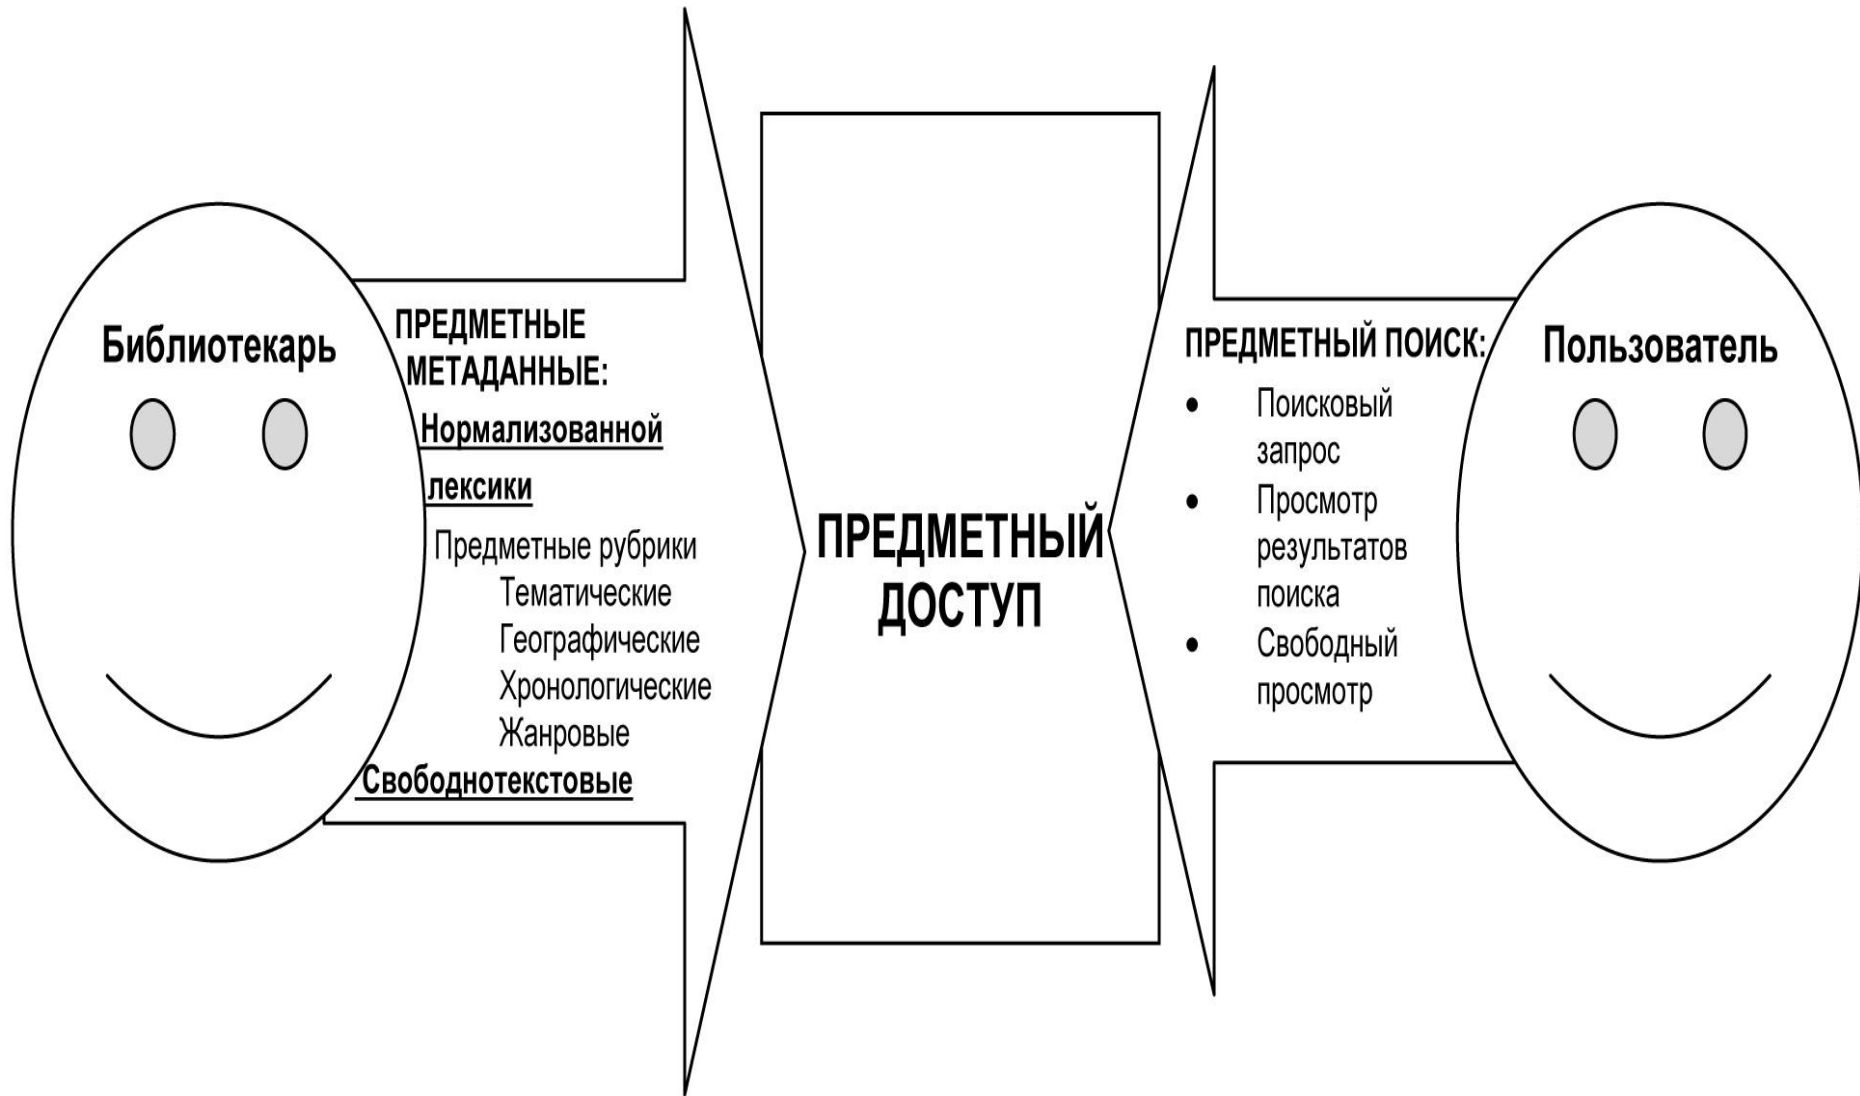 Библиотекарь
ПРЕДМЕТНЫЕ
МЕТАДАННЫЕ:
Нормализованной
лексики
Предметные рубрики
Тематические
Географические
Хронологические
Жанровые
Свободнотекстовые
ПРЕДМЕТНЫЙ
ДОСТУП
ПРЕДМЕТНЫЙ ПОИСК:
• Поисковый
запрос
• Просмотр
результатов
поиска
• Свободный
просмотр
Пользователь